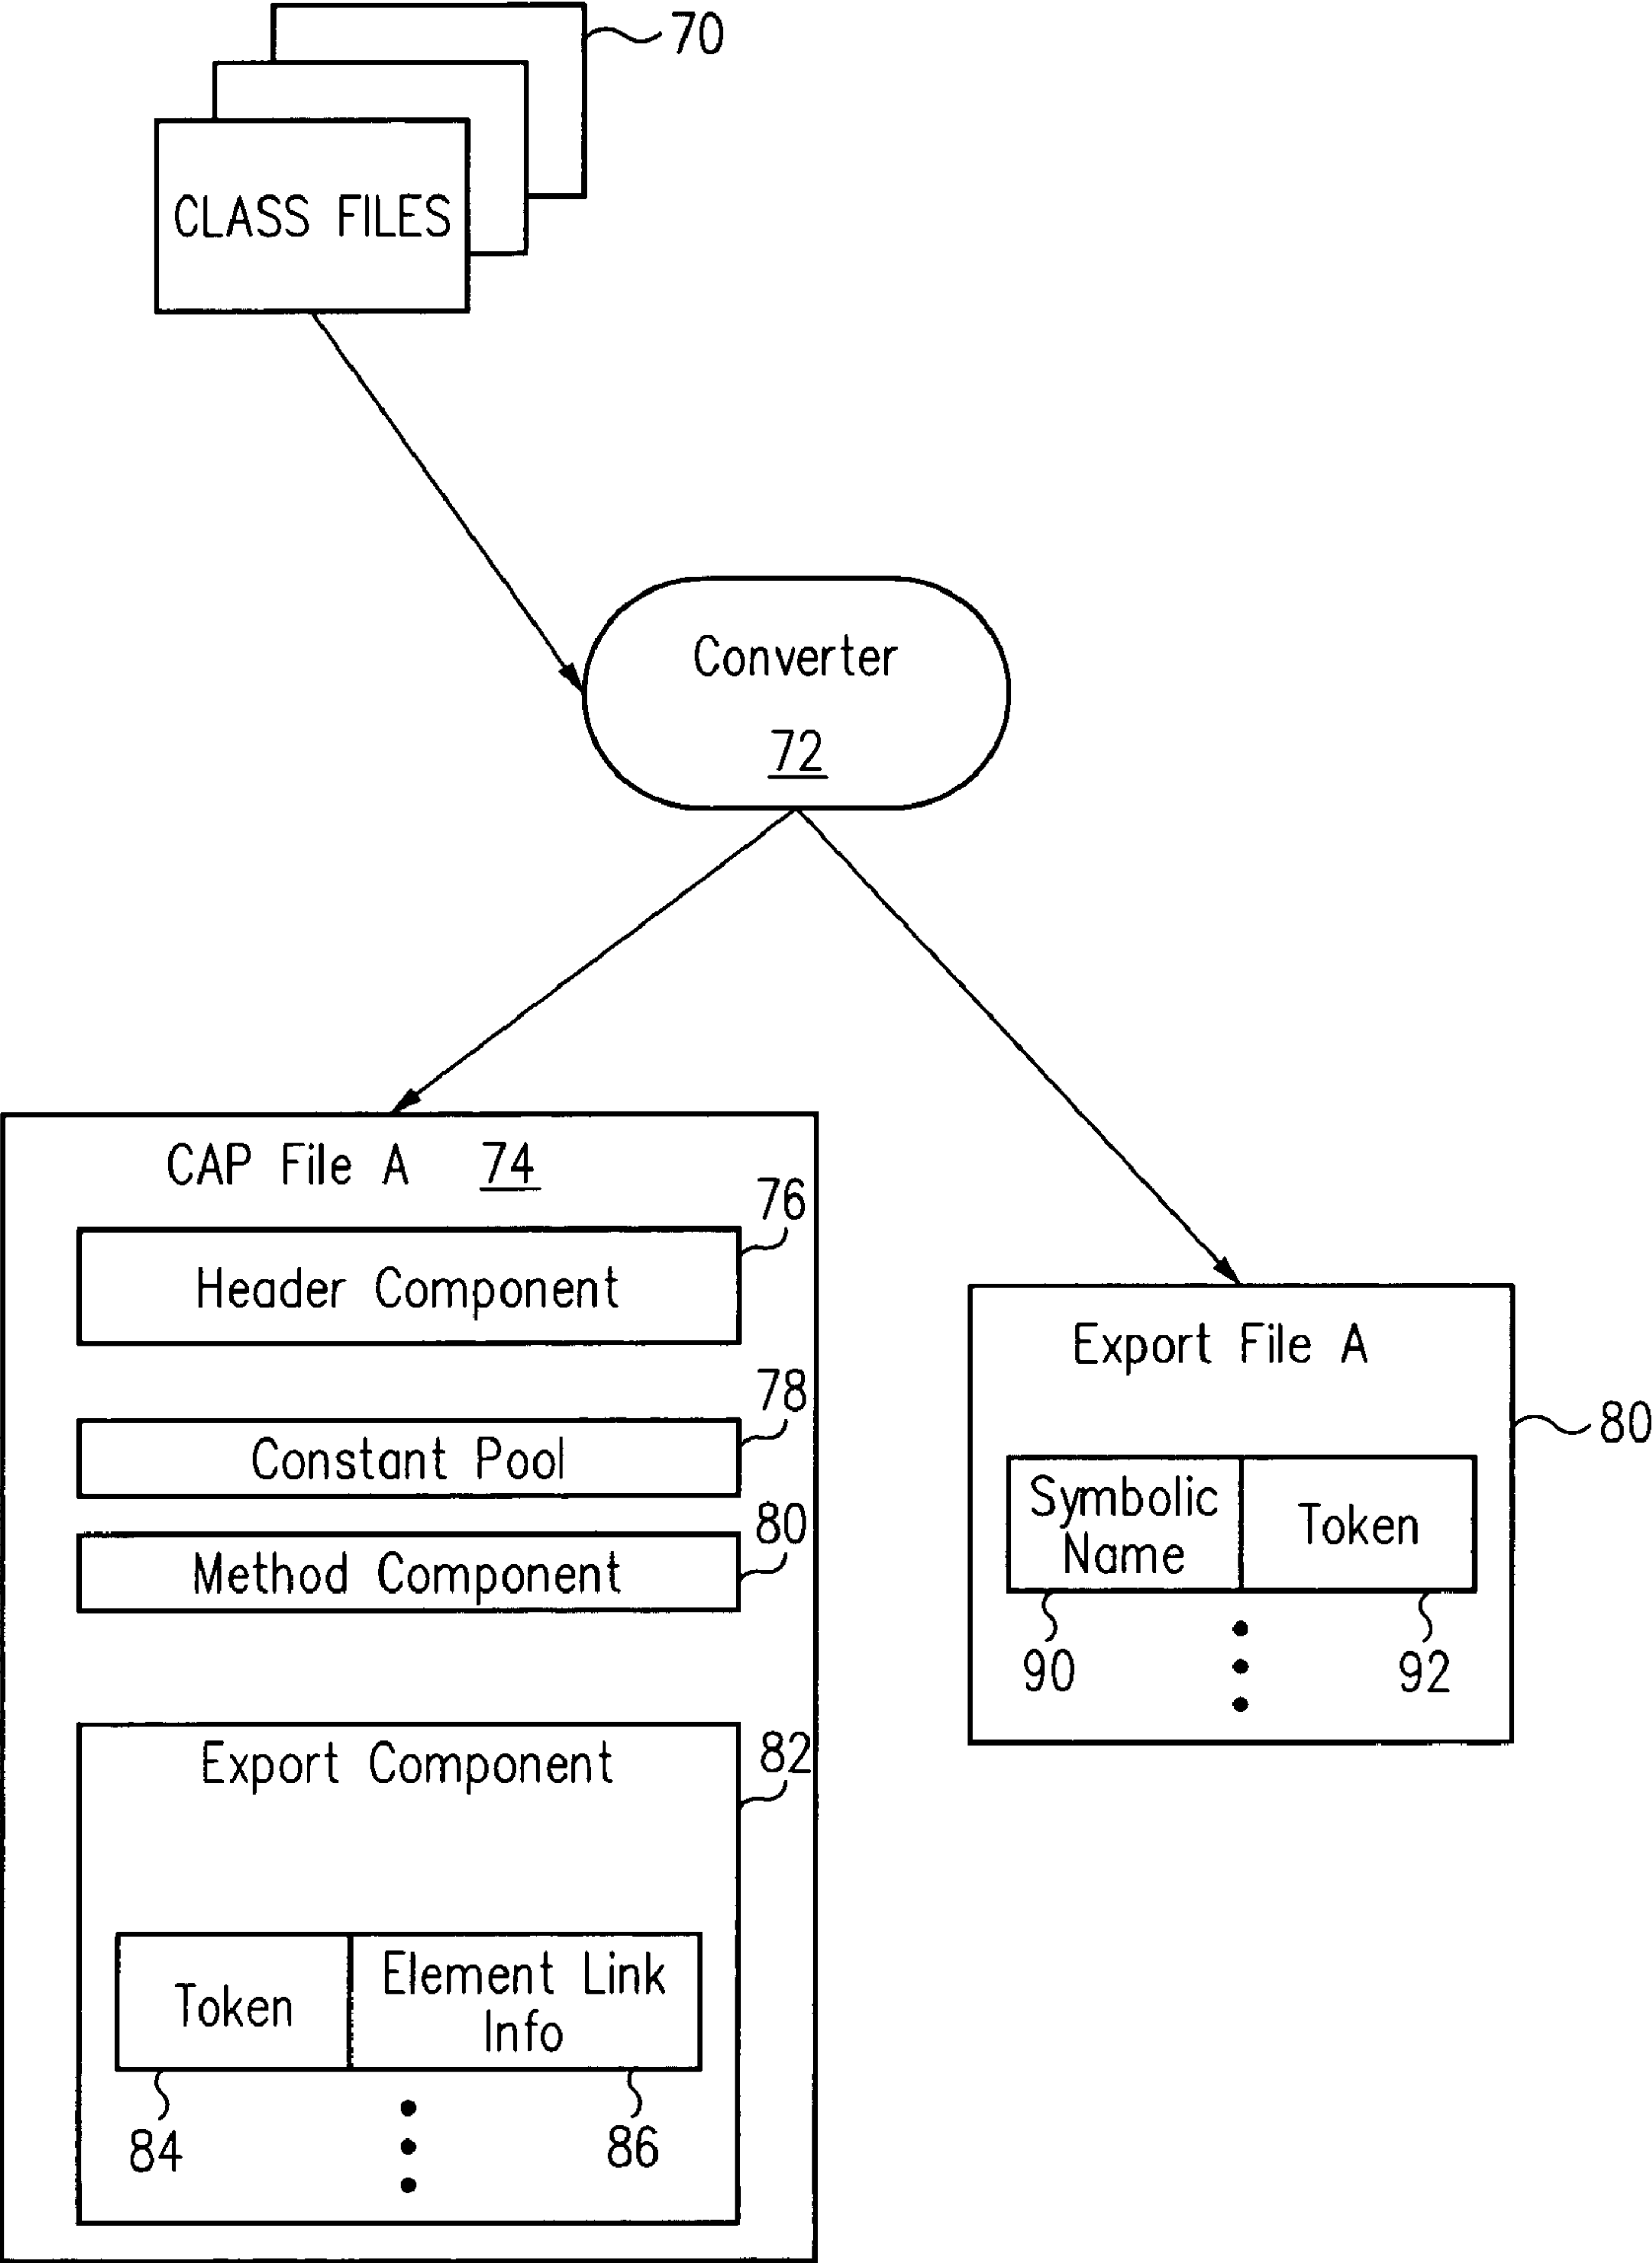 70
CLASS FILES
Converter
72
CAP File A 74
76
Header Component
78
Constant Pool
80
Method Component
82
Export Component
Token
Element Link
Info
84
86
Export File A
80
Symbolic
Name
Token
90
92